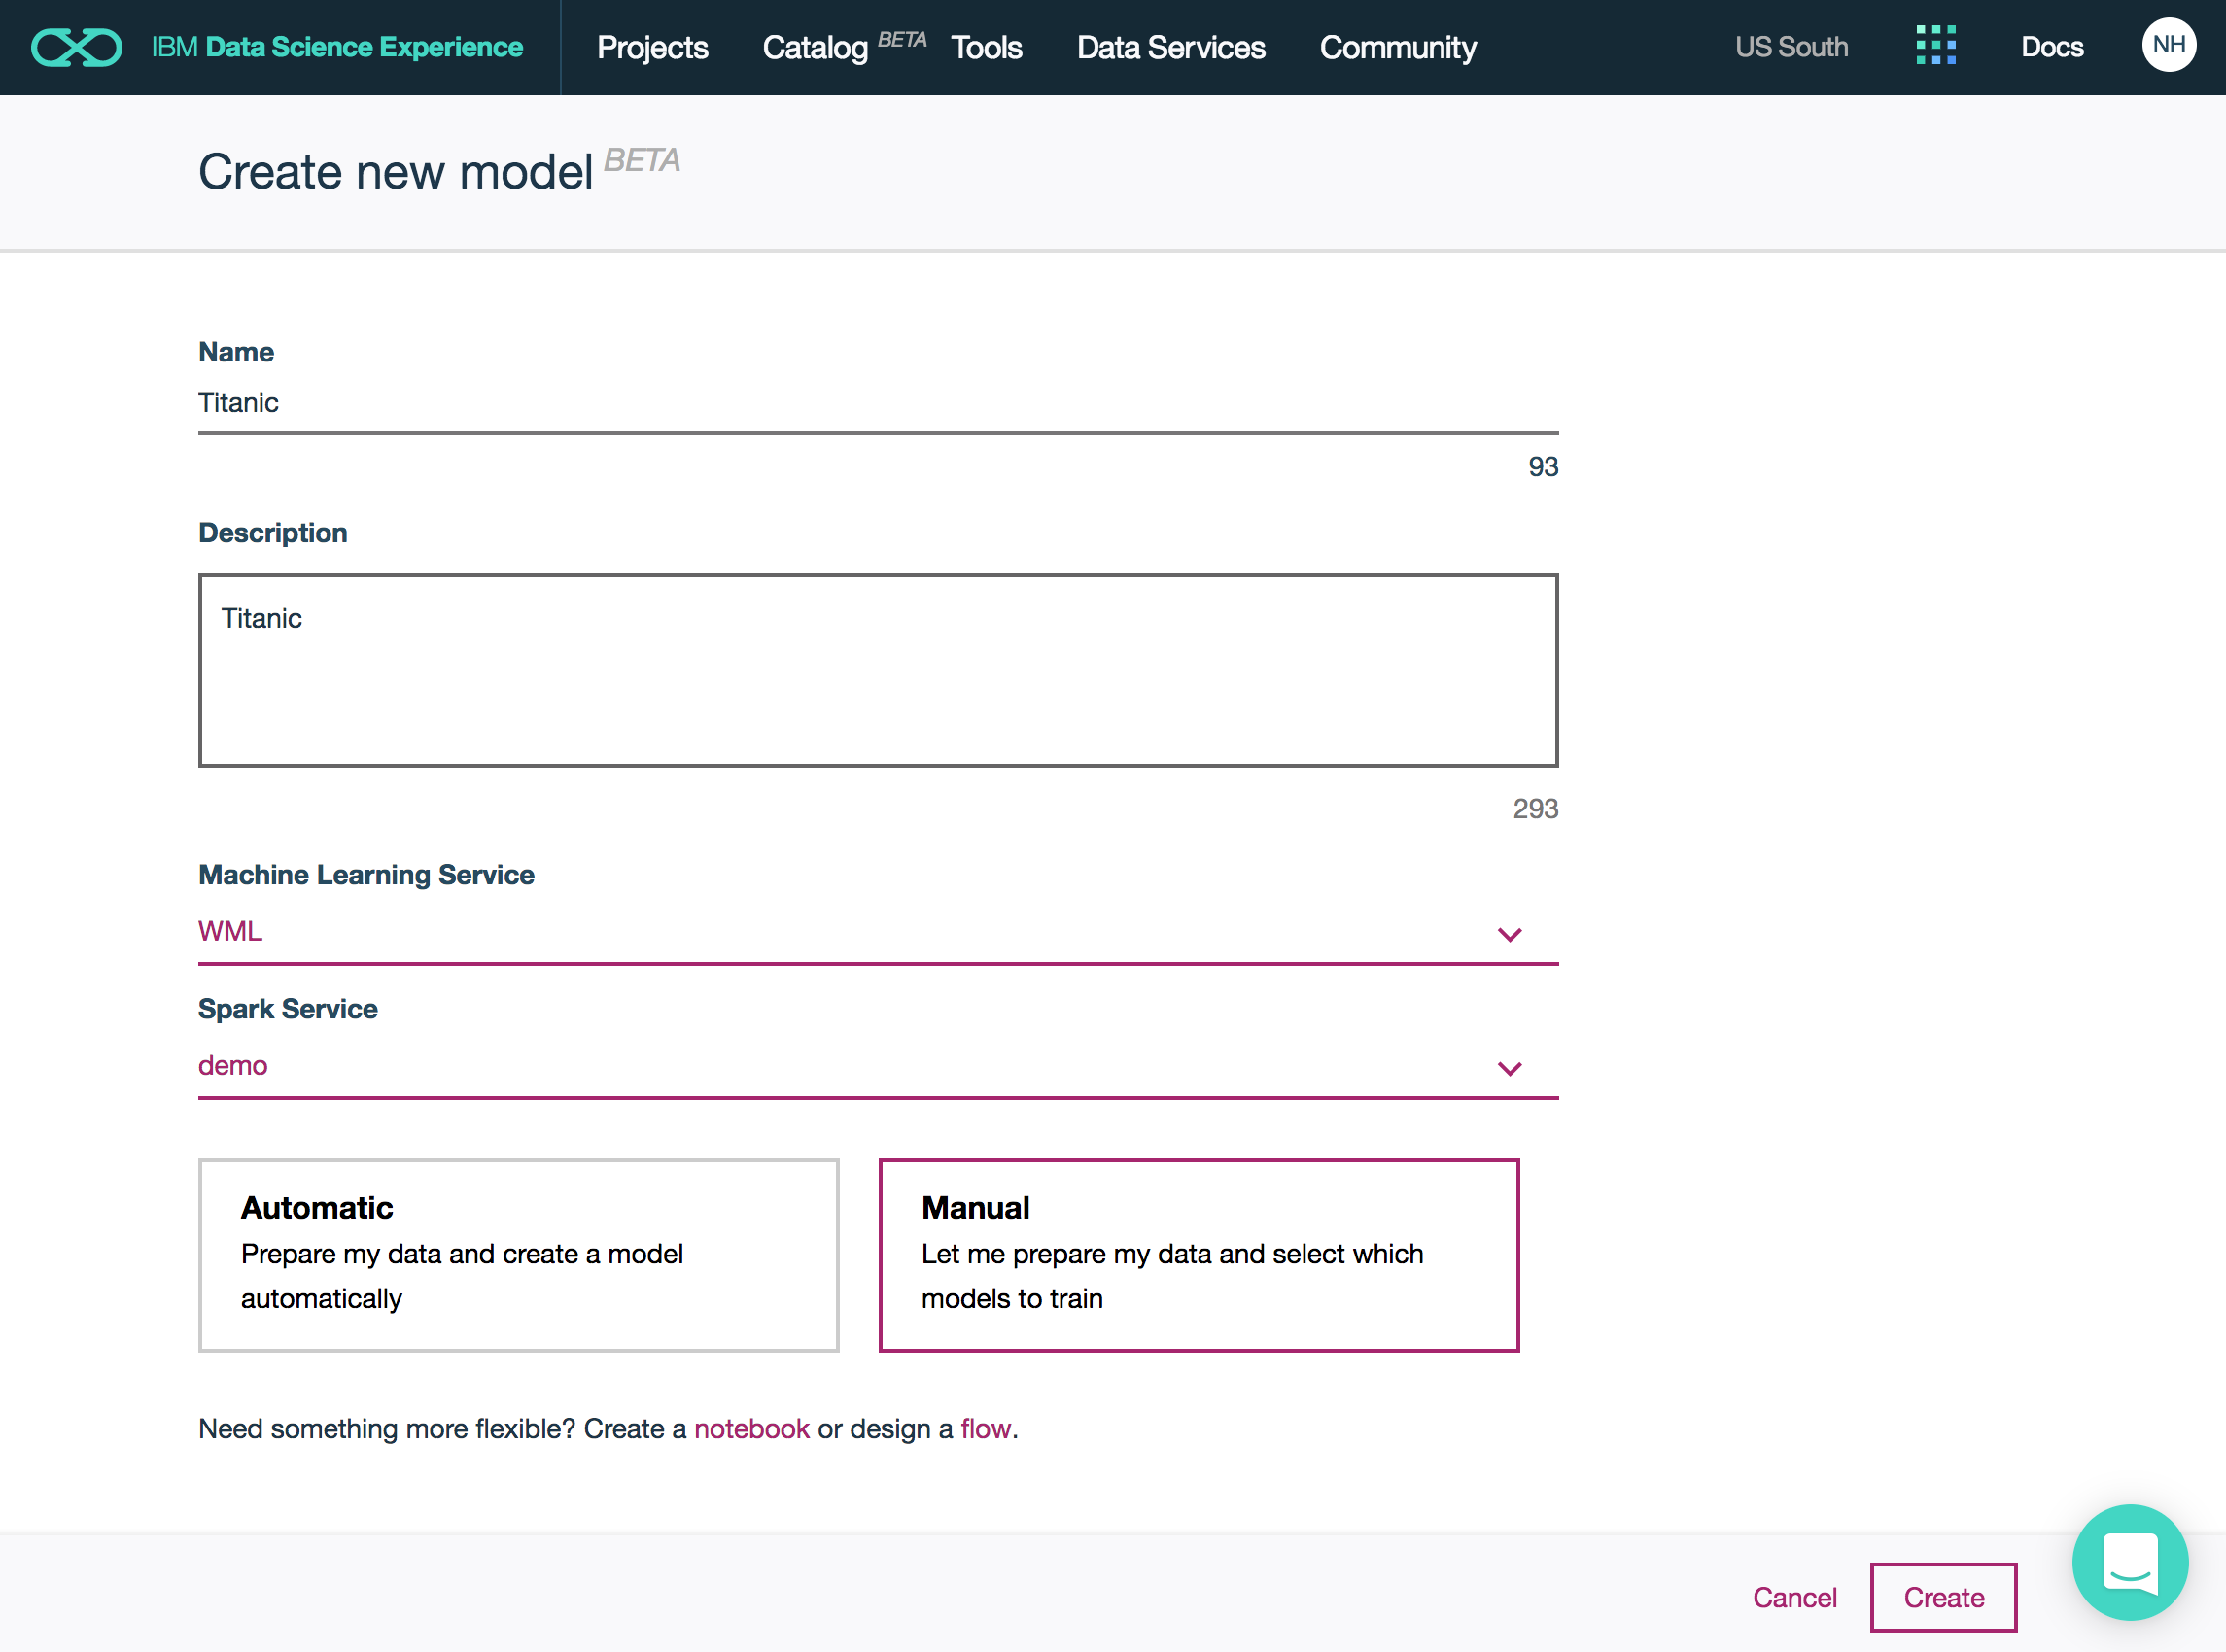 IBM Data Science Experience Projects Catalog BETA Tools Data Services Community US South Docs NH
Create new model BETA
Name
Titanic
93
Description
Titanic
293
Machine Learning Service
WML
Spark Service
demo
Automatic
Prepare my data and create a model
automatically
Manual
Let me prepare my data and select which
models to train
Need something more flexible? Create a notebook or design a flow.
Cancel Create